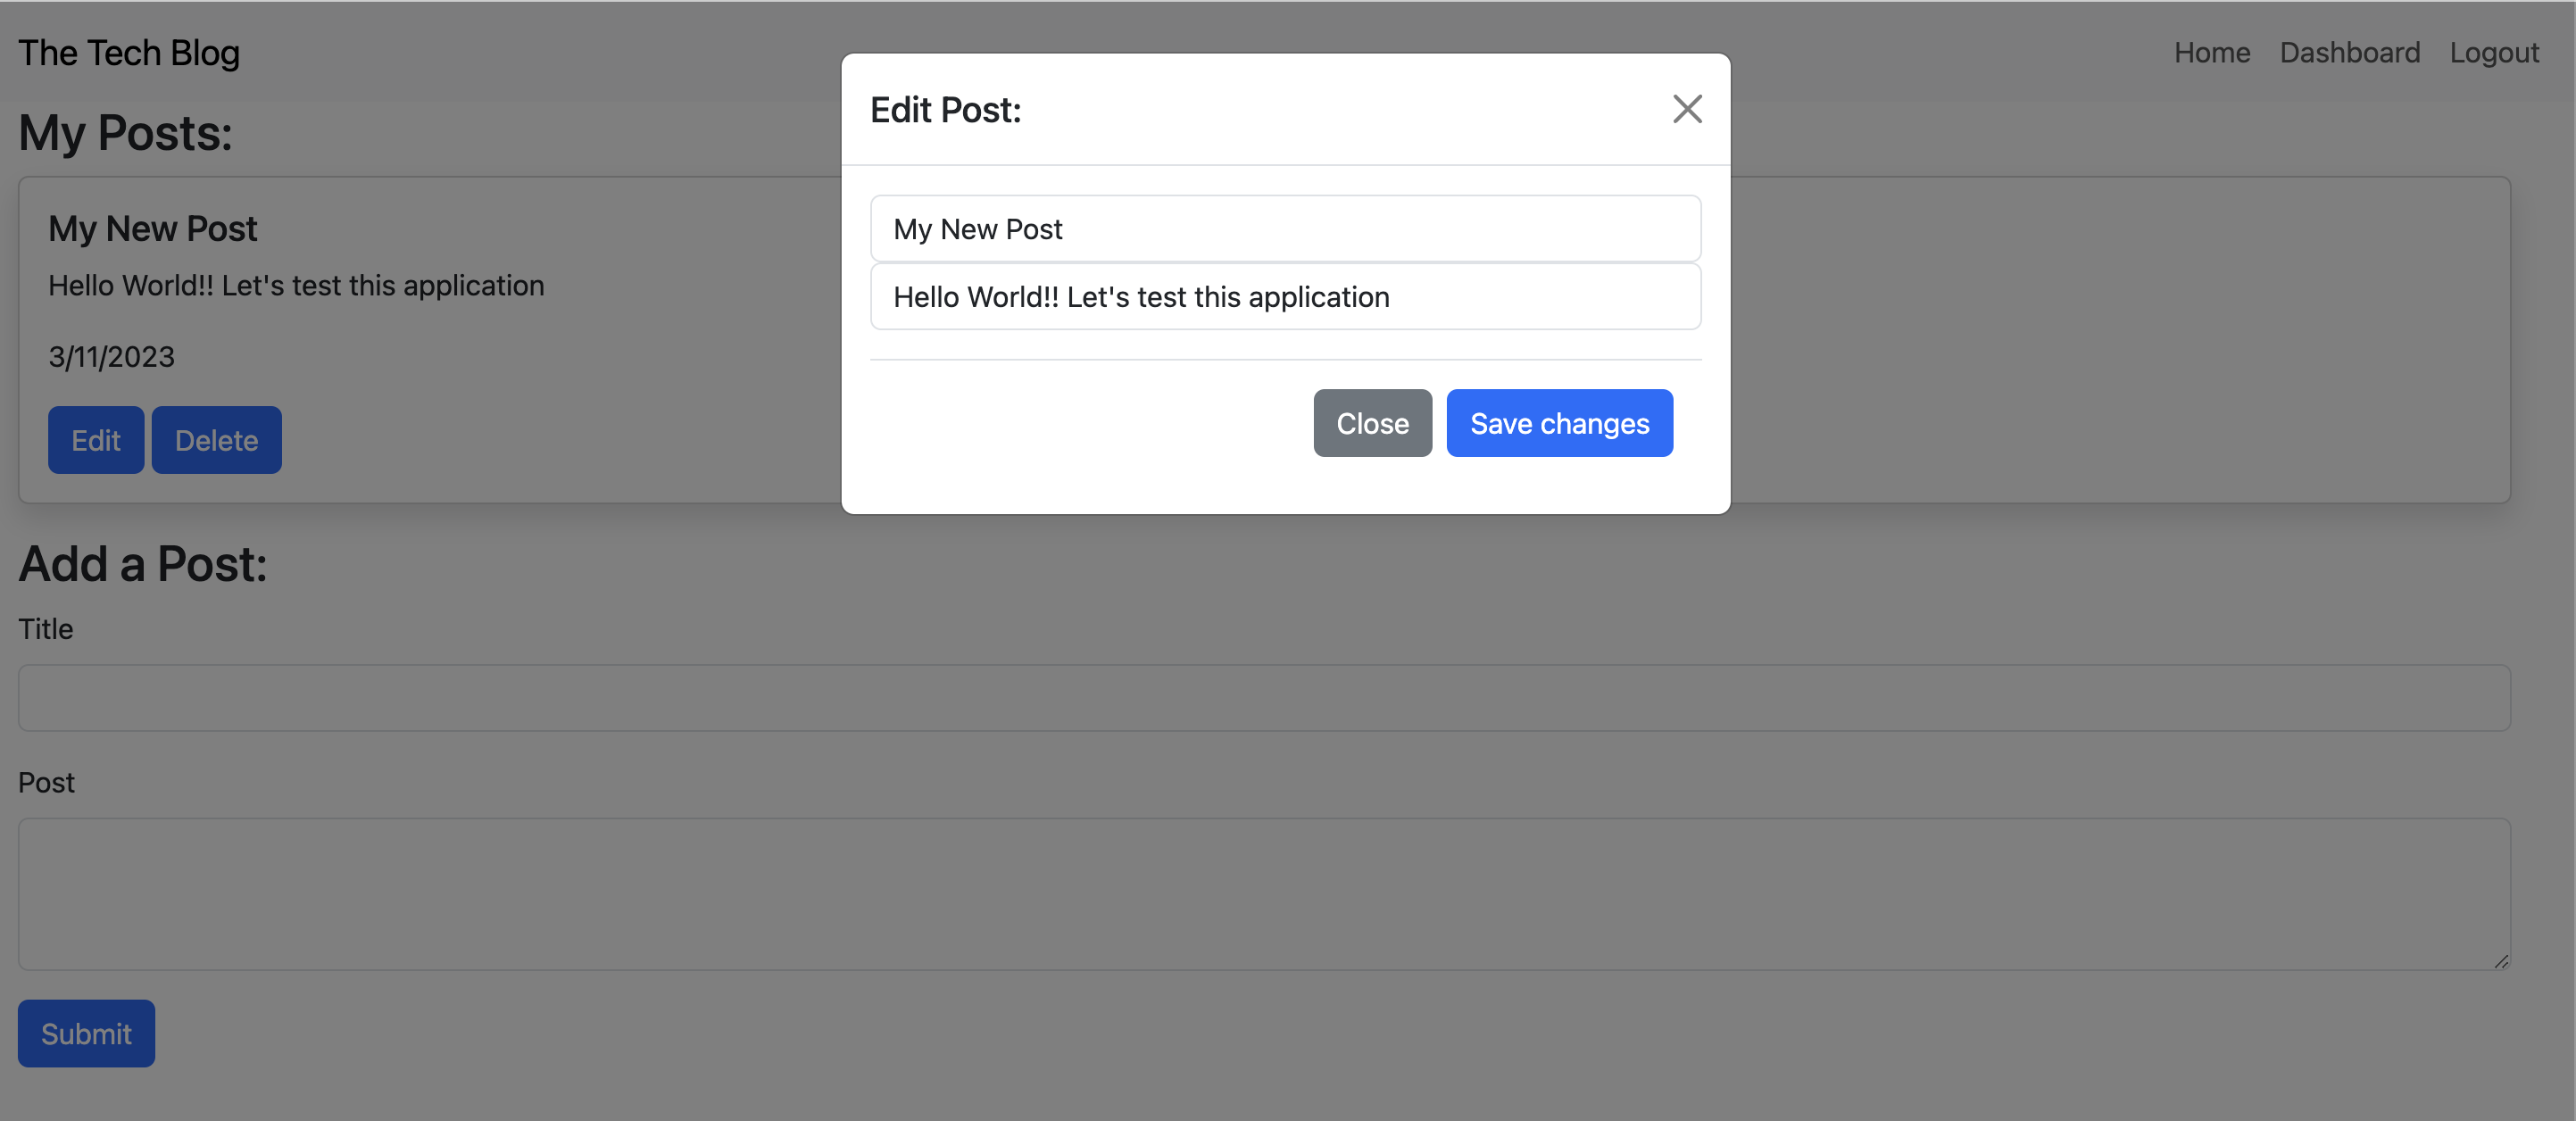 The Tech Blog
Home Dashboard Logout
Edit Post:
My New Post
Hello World!! Let's test this application
Close Save changes
My Posts:
My New Post
Hello World!! Let's test this application
3/11/2023
Edit Delete
Add a Post:
Title
Post
Submit